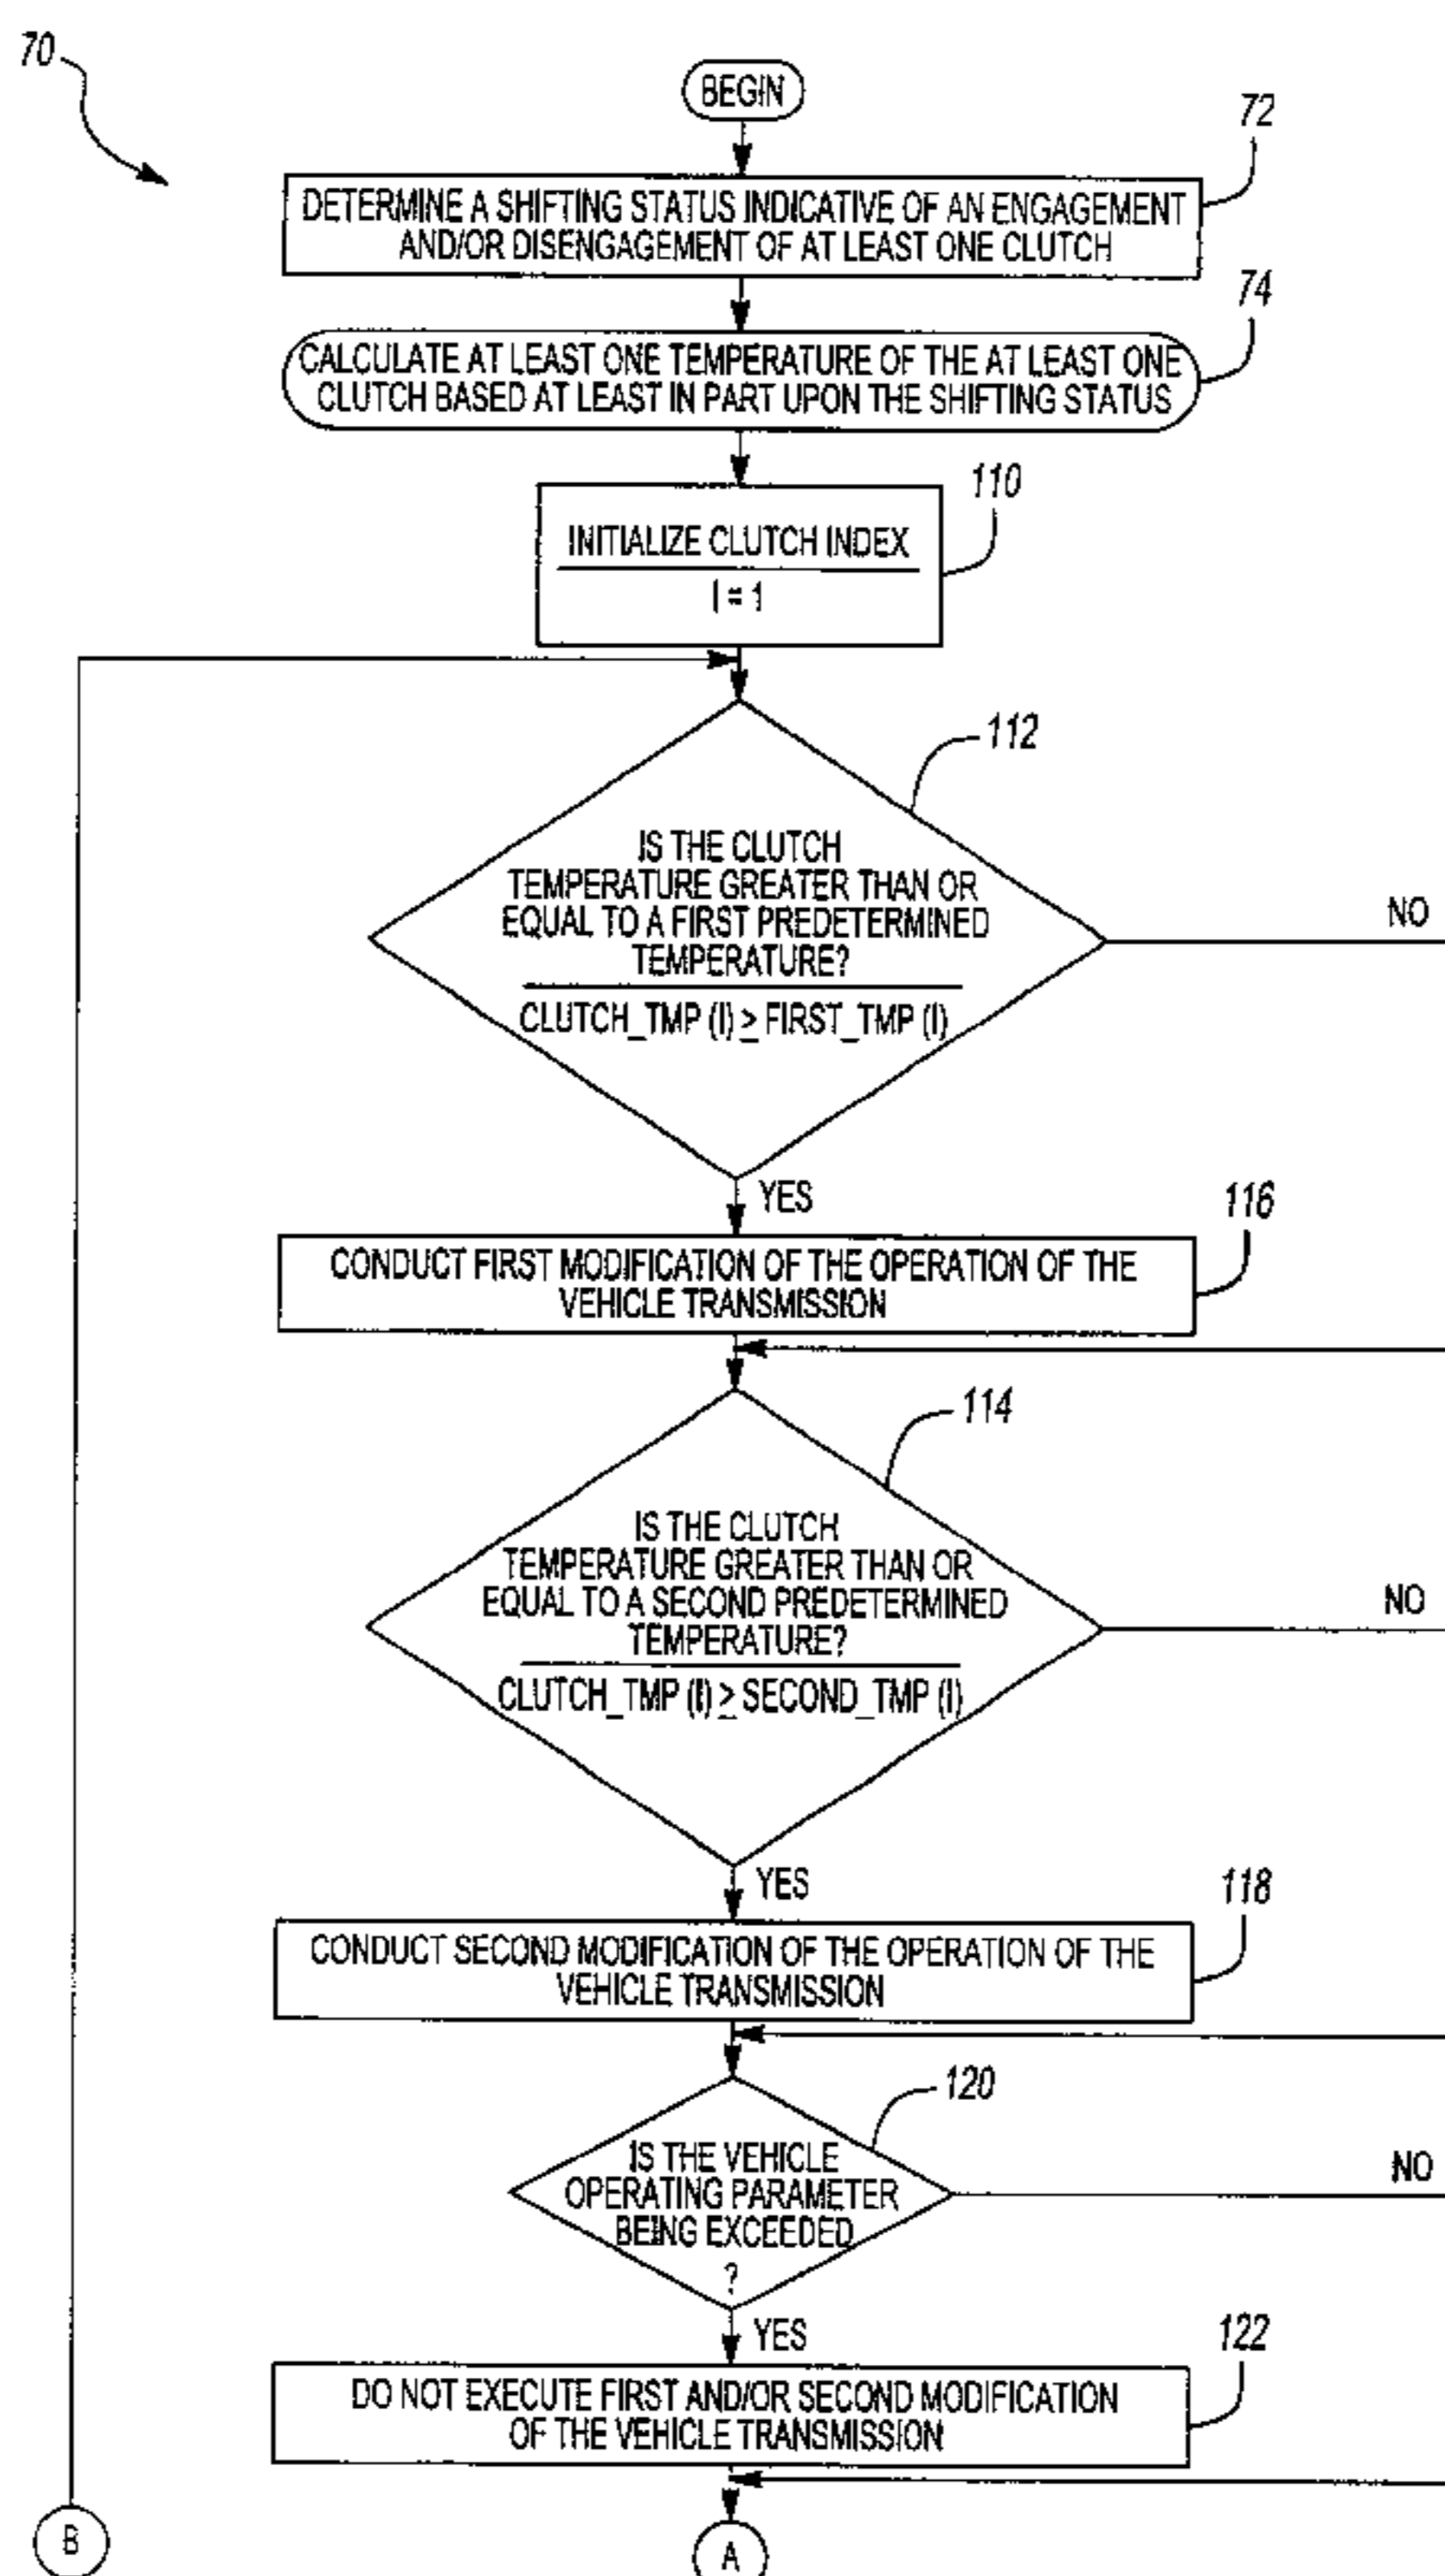 70
BEGIN
72
DETERMINE A SHIFTING STATUS INDICATIVE OF AN ENGAGEMENT
AND/OR DISENGAGEMENT OF AT LEAST ONE CLUTCH
74
CALCULATE AT LEAST ONE TEMPERATURE OF THE AT LEAST ONE
CLUTCH BASED AT LEAST IN PART UPON THE SHIFTING STATUS
110
INITIALIZE CLUTCH INDEX
I = 1
112
IS THE CLUTCH
TEMPERATURE GREATER THAN OR
EQUAL TO A FIRST PREDETERMINED
TEMPERATURE?
CLUTCH_TMP (I) ≥ FIRST_TMP (I)
NO
YES
116
CONDUCT FIRST MODIFICATION OF THE OPERATION OF THE
VEHICLE TRANSMISSION
114
IS THE CLUTCH
TEMPERATURE GREATER THAN OR
EQUAL TO A SECOND PREDETERMINED
TEMPERATURE?
CLUTCH_TMP (I) ≥ SECOND_TMP (I)
NO
YES
118
CONDUCT SECOND MODIFICATION OF THE OPERATION OF THE
VEHICLE TRANSMISSION
120
IS THE VEHICLE
OPERATING PARAMETER
BEING EXCEEDED
?
NO
YES
122
DO NOT EXECUTE FIRST AND/OR SECOND MODIFICATION
OF THE VEHICLE TRANSMISSION
B
A